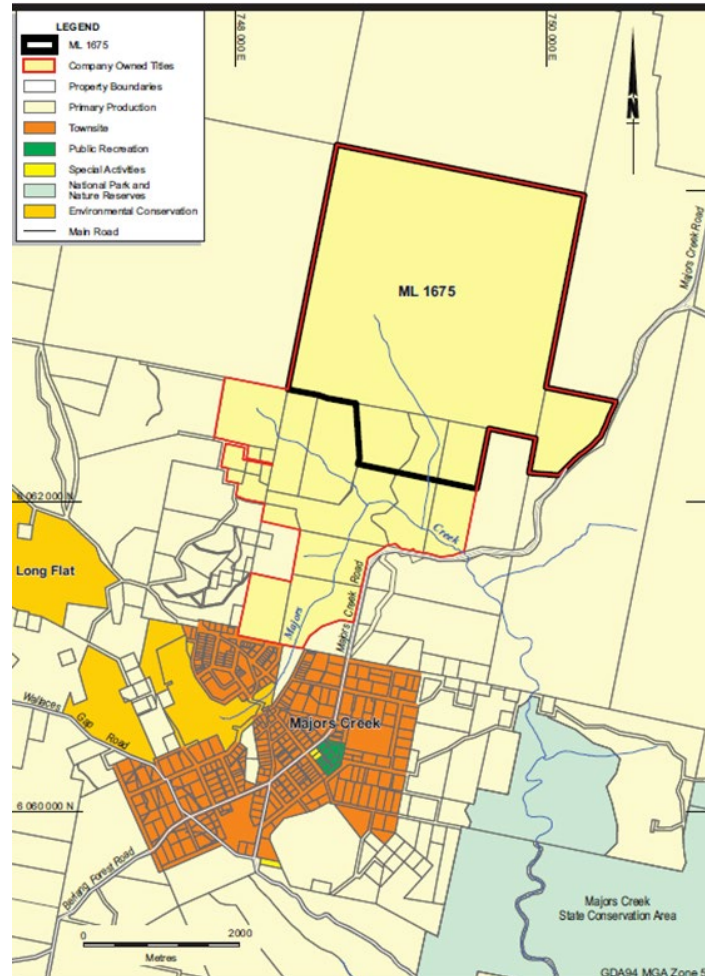 LEGEND
ML 1675
Company Owned Titles
Property Boundaries
Primary Production
Townsite
Public Recreation
Special Activities
National Park and
Nature Reserves
Environmental Conservation
Main Road
748 000 E
750 000 E
N
Majors Creek Road
ML 1675
6 062 000 N
Creek
Long Flat
Majors
Majors Creek Road
Wallaces
Gap
Road
Majors Creek
6 060 000 N
Berlang Forest Road
Majors Creek
State Conservation Area
0
2000
Metres
GDA94 MGA Zone 5